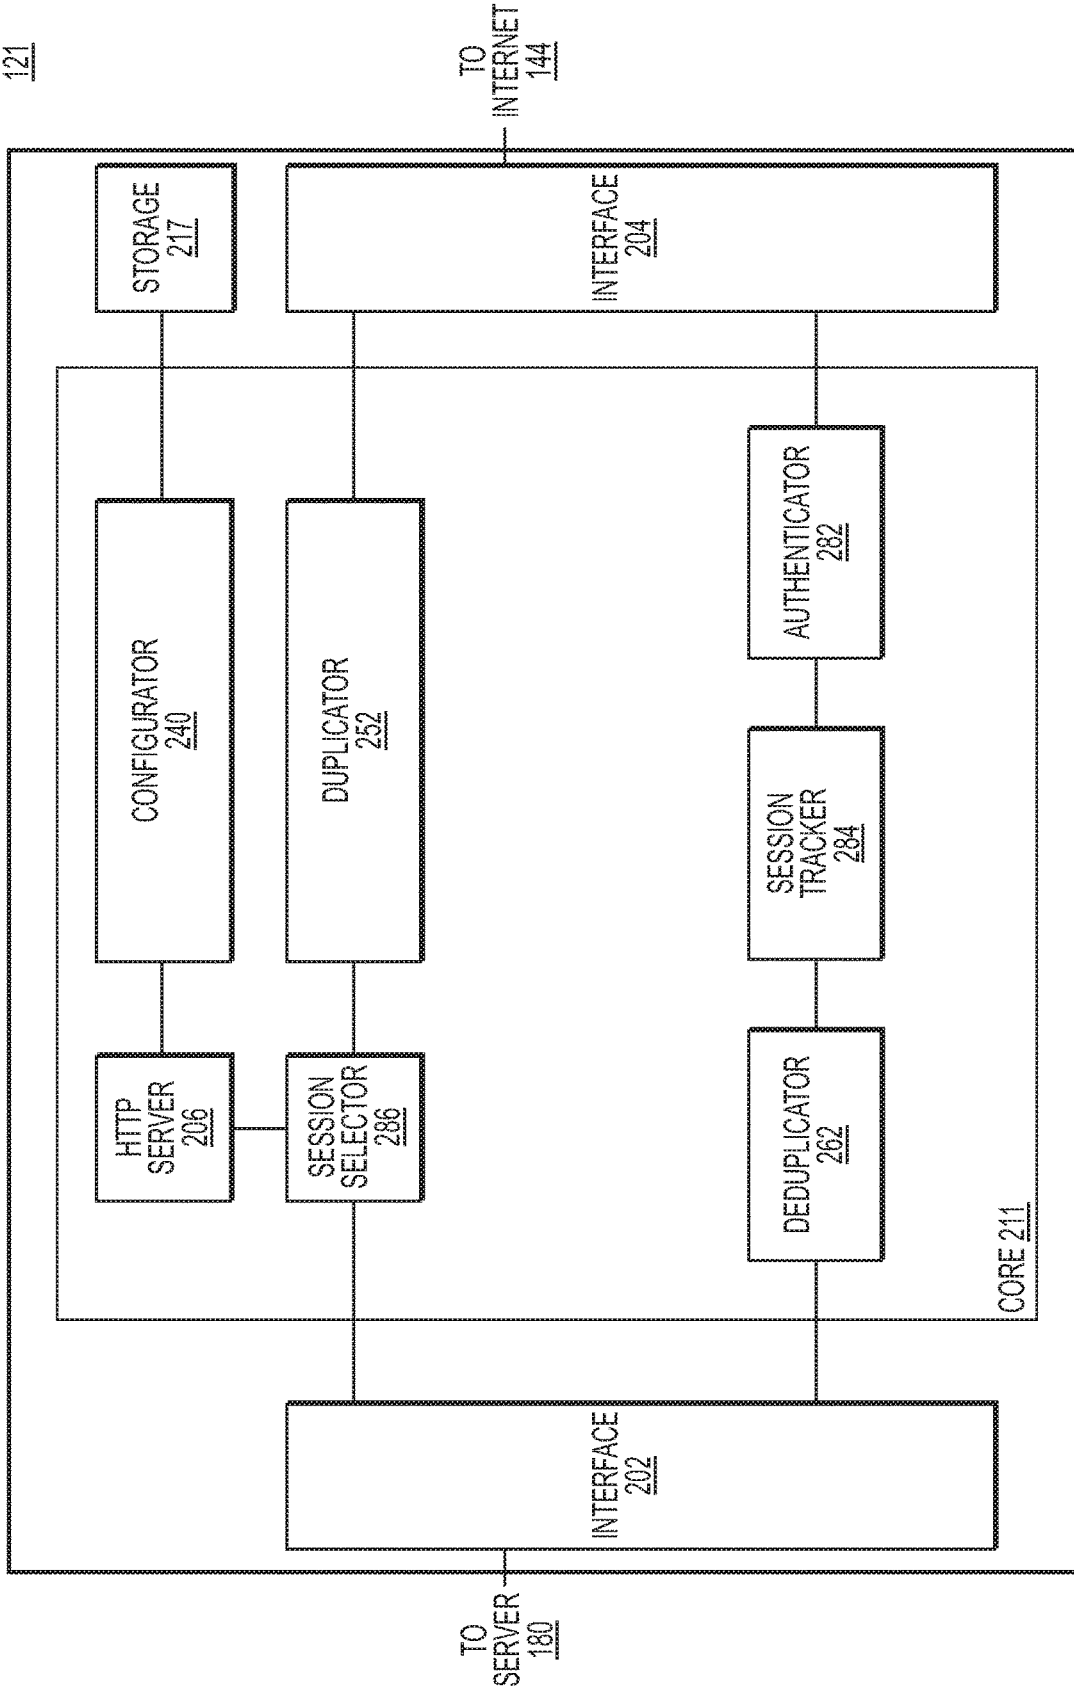 121
TO
SERVER
180
INTERFACE
202
HTTP
SERVER
206
CONFIGURATOR
240
STORAGE
217
SESSION
SELECTOR
286
DUPLICATOR
252
DEDUPLICATOR
262
SESSION
TRACKER
284
AUTHENTICATOR
282
CORE 211
INTERFACE
204
TO
INTERNET
144